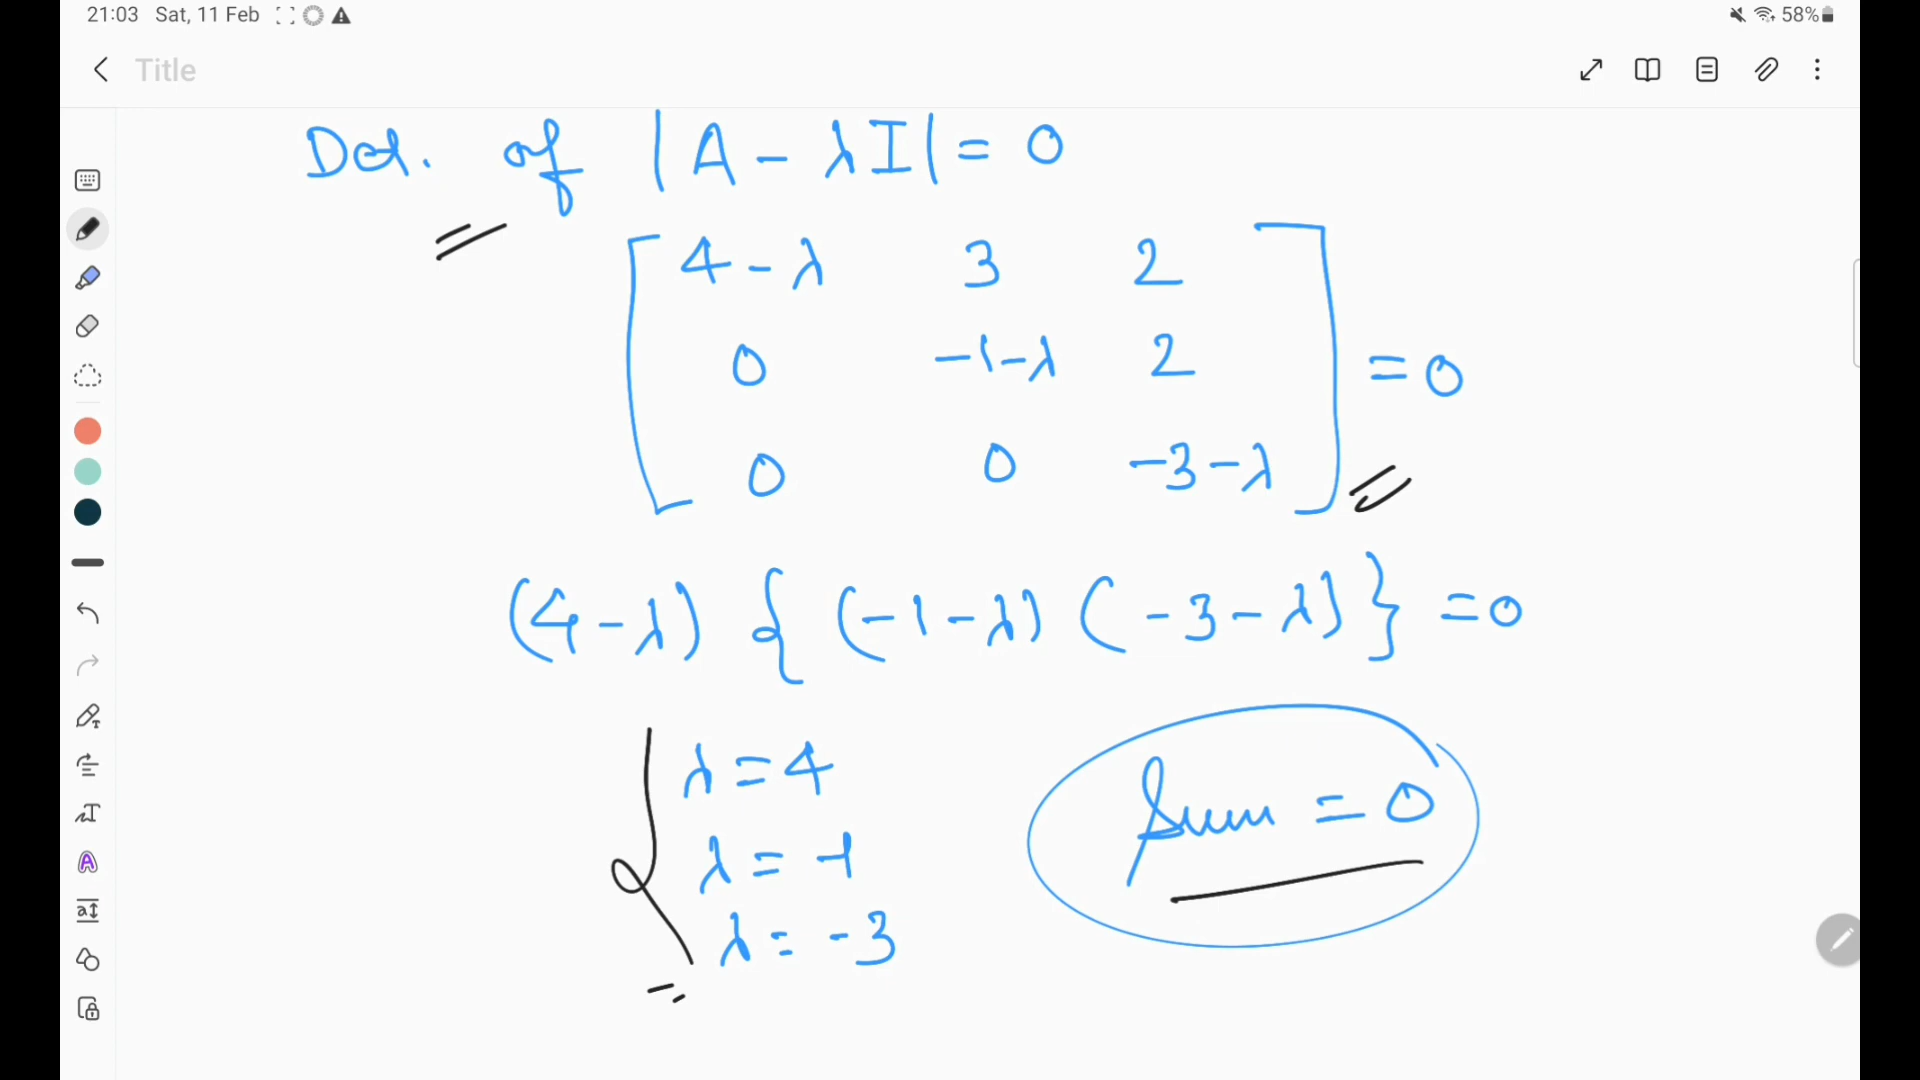 21:03 Sat, 11 Feb 58%
Title
Det. of |A - λI| = 0
4 - λ 3 2
0 -1-λ 2 = 0
0 0 -3-λ
(4-λ) { (-1-λ) (-3-λ) } = 0
λ = 4
Sum = 0
λ = -1
λ = -3